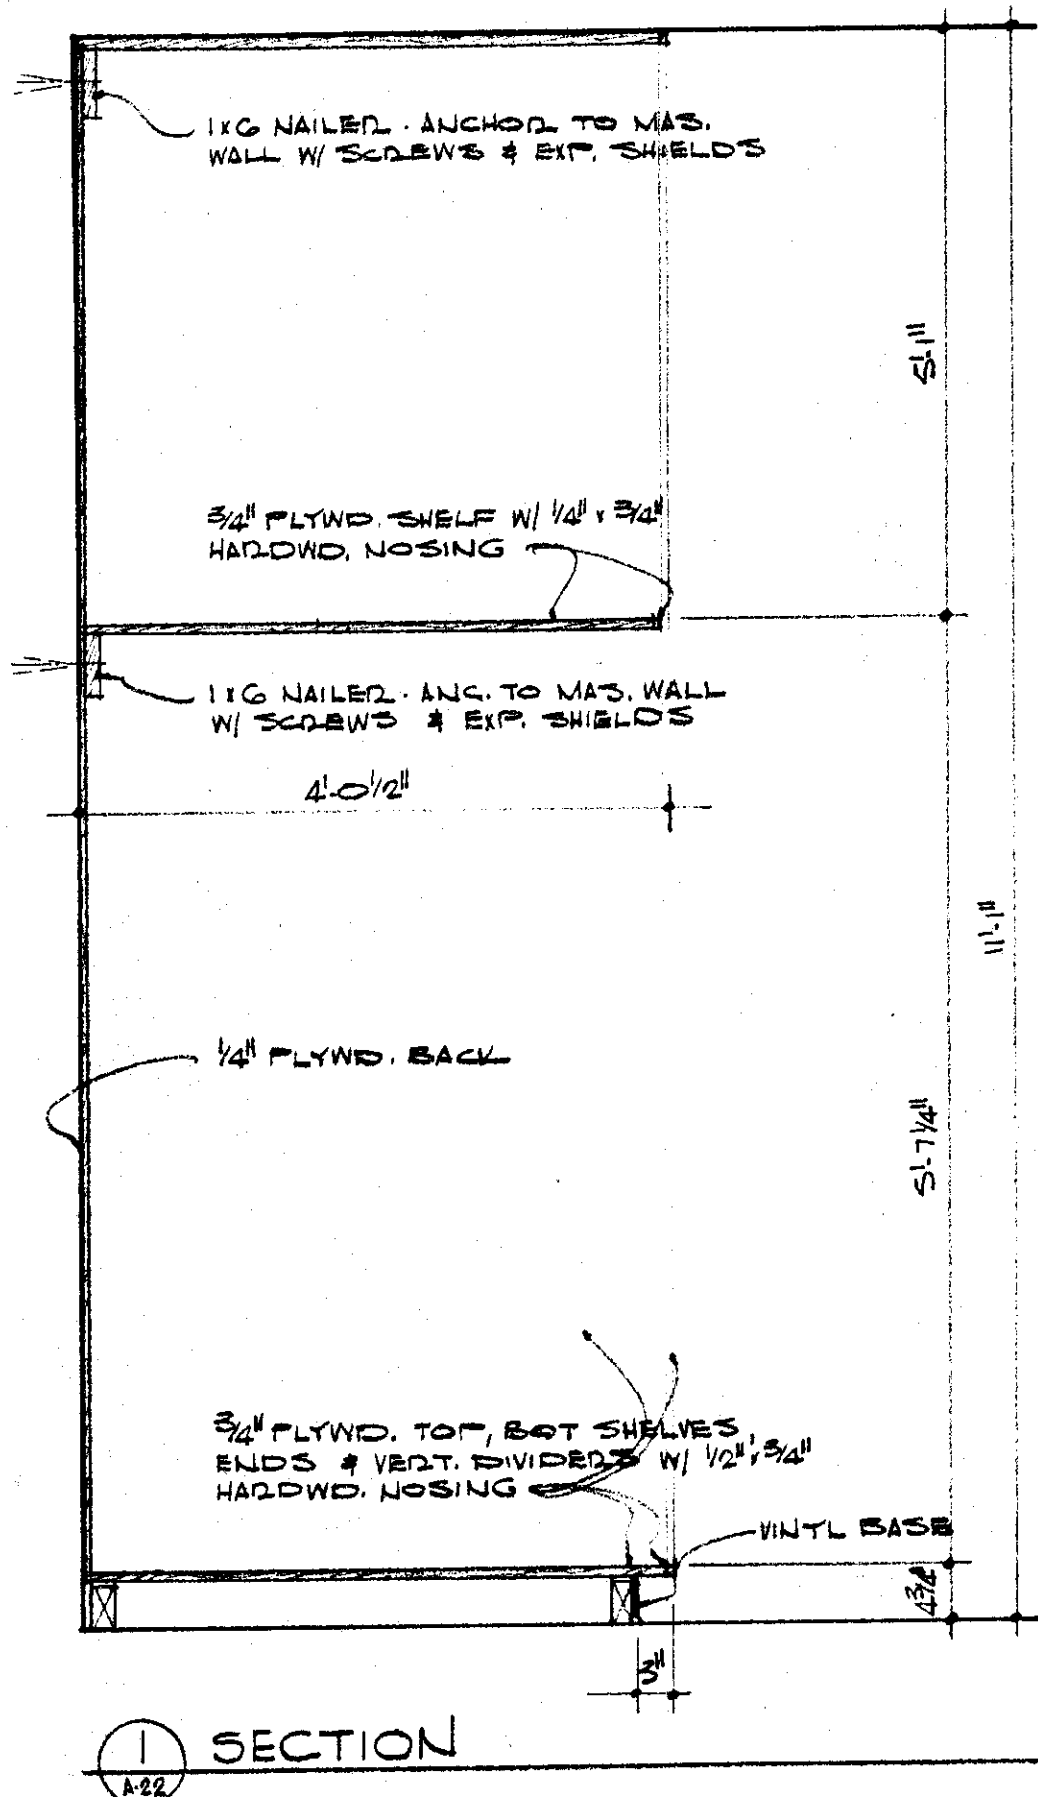 1x6 NAILER. ANCHOR TO MAS.
WALL W/ SCREWS & EXP. SHIELDS
5'-1"
3/4" PLYWD. SHELF W/ 1/4" x 3/4"
HARDWD. NOSING
1x6 NAILER. ANC. TO MAS. WALL
W/ SCREWS & EXP. SHIELDS
4'-0 1/2"
11'-1"
1/4" PLYWD. BACK
5'-7 1/4"
3/4" PLYWD. TOP, BOT SHELVES,
ENDS & VERT. DIVIDERS W/ 1/2" x 3/4"
HARDWD. NOSING
VINYL BASE
4 3/4"
3"
1
A-22
SECTION